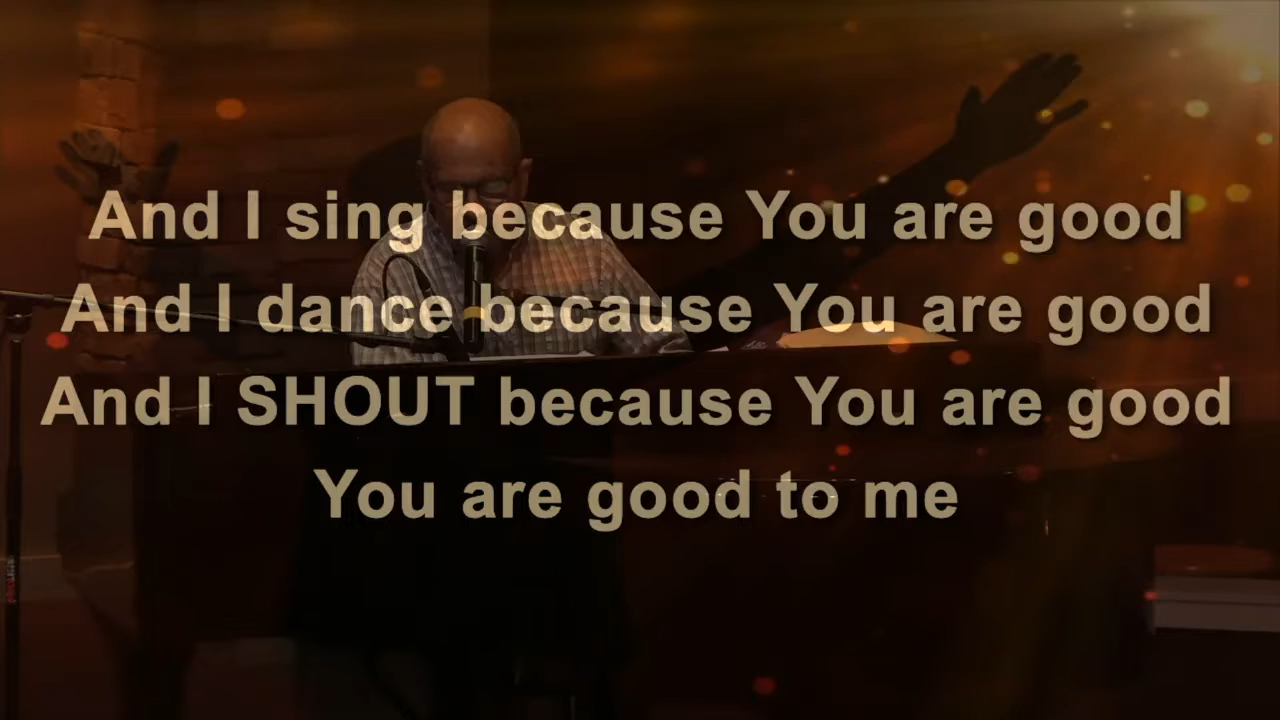 And I sing because You are good
And I dance because You are good
And I SHOUT because You are good
You are good to me